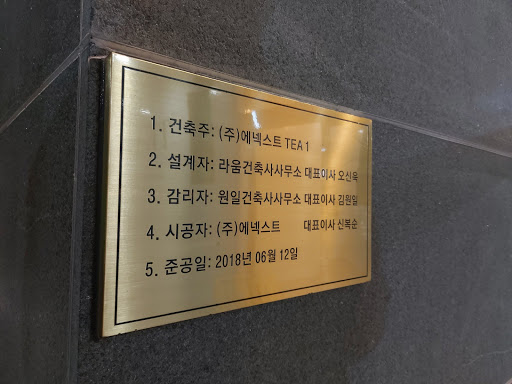 1. 건축주: (주)에넥스트 TEA 1
2. 설계자: 라움건축사사무소 대표이사 오신욱
3. 감리자: 원일건축사사무소 대표이사 김원일
4. 시공자: (주)에넥스트 대표이사 신복순
5. 준공일: 2018년 06월 12일